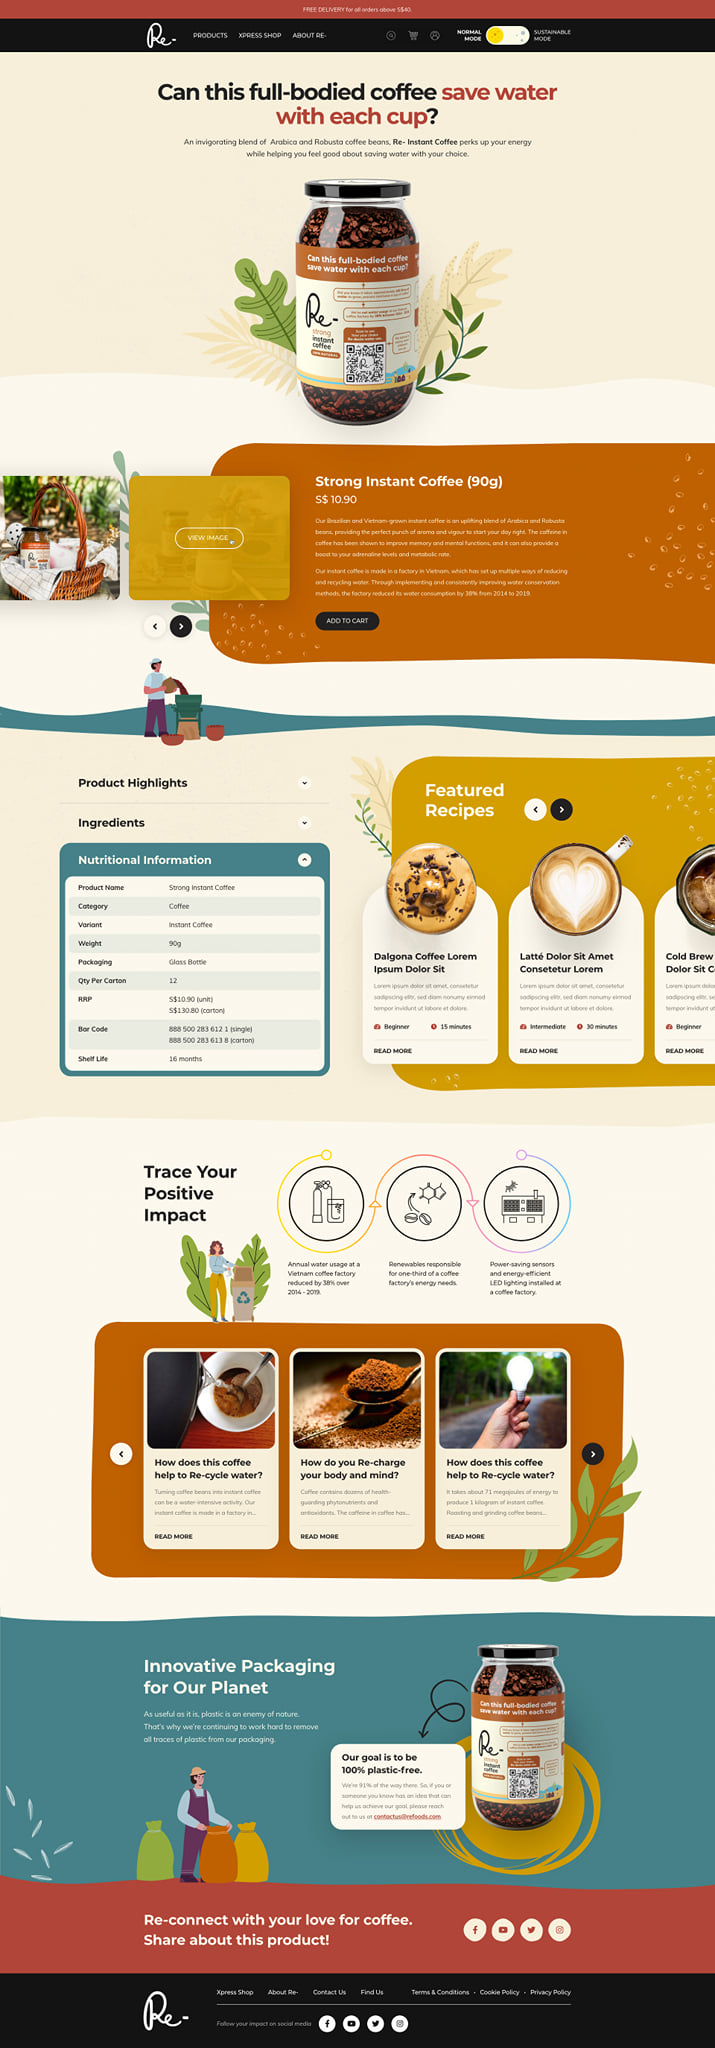 FREE DELIVERY for all orders above S$40.
Re-
PRODUCTS
XPRESS SHOP
ABOUT RE-
NORMAL
MODE
SUSTAINABLE
MODE
Can this full-bodied coffee save water
with each cup?
An invigorating blend of Arabica and Robusta coffee beans, Re- Instant Coffee perks up your energy
while helping you feel good about saving water with your choice.
Can this full-bodied coffee
save water with each cup?
Re-
strong
instant
coffee
100% NATURAL
Strong Instant Coffee (90g)
S$ 10.90
VIEW IMAGE
Our Brazilian and Vietnam-grown instant coffee is an uplifting blend of Arabica and Robusta
beans, providing the perfect punch of aroma and vigour to start your day right. The caffeine in
coffee has been shown to improve memory and mental functions, and it can also provide a
boost to your adrenaline levels and metabolic rate.
Our instant coffee is made in a factory in Vietnam, which has set up multiple ways of reducing
and recycling water. Through implementing and consistently improving water conservation
methods, the factory reduced its water consumption by 38% from 2014 to 2019.
ADD TO CART
Product Highlights
Ingredients
Nutritional Information
Product Name Strong Instant Coffee
Category Coffee
Variant Instant Coffee
Weight 90g
Packaging Glass Bottle
Qty Per Carton 12
RRP S$10.90 (unit)
S$130.80 (carton)
Bar Code 888 500 283 612 1 (single)
888 500 283 613 8 (carton)
Shelf Life 16 months
Featured
Recipes
Dalgona Coffee Lorem
Ipsum Dolor Sit
Lorem ipsum dolor sit amet, consetetur
sadipscing elitr, sed diam nonumy eirmod
tempor invidunt ut labore et dolore.
Beginner
15 minutes
READ MORE
Latté Dolor Sit Amet
Consetetur Lorem
Lorem ipsum dolor sit amet, consetetur
sadipscing elitr, sed diam nonumy eirmod
tempor invidunt ut labore et dolore.
Intermediate
30 minutes
READ MORE
Cold Brew
Dolor Sit C
Lorem ipsum dolo
sadipscing elitr, se
tempor invidunt ut
Beginner
READ MORE
Trace Your
Positive
Impact
Annual water usage at a
Vietnam coffee factory
reduced by 38% over
2014 - 2019.
Renewables responsible
for one-third of a coffee
factory's energy needs.
Power-saving sensors
and energy-efficient
LED lighting installed at
a coffee factory.
How does this coffee
help to Re-cycle water?
Turning coffee beans into instant coffee
can be a water-intensive activity. Our
instant coffee is made in a factory in...
READ MORE
How do you Re-charge
your body and mind?
Coffee contains dozens of health-
guarding phytonutrients and
antioxidants. The caffeine in coffee has...
READ MORE
How does this coffee
help to Re-cycle water?
It takes about 71 megajoules of energy to
produce 1 kilogram of instant coffee.
Roasting and grinding coffee beans...
READ MORE
Innovative Packaging
for Our Planet
As useful as it is, plastic is an enemy of nature.
That's why we're continuing to work hard to remove
all traces of plastic from our packaging.
Can this full-bodied coffee
save water with each cup?
Re-
strong
instant
coffee
Our goal is to be
100% plastic-free.
We're 91% of the way there. So, if you or
someone you know has an idea that can
help us achieve our goal, please reach
out to us at contactus@refoods.com.
Re-connect with your love for coffee.
Share about this product!
Re-
Xpress Shop
About Re-
Contact Us
Find Us
Terms & Conditions • Cookie Policy • Privacy Policy
Follow your impact on social media